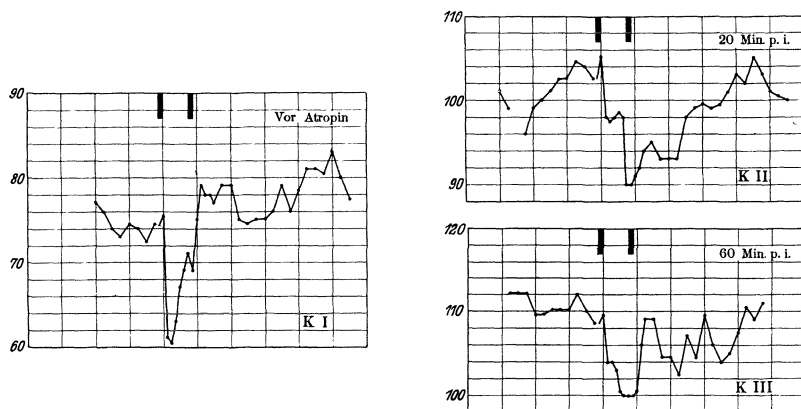 90
Vor Atropin
80
70
K I
60
110
20 Min. p. i.
100
K II
90
120
60 Min. p. i.
110
K III
100